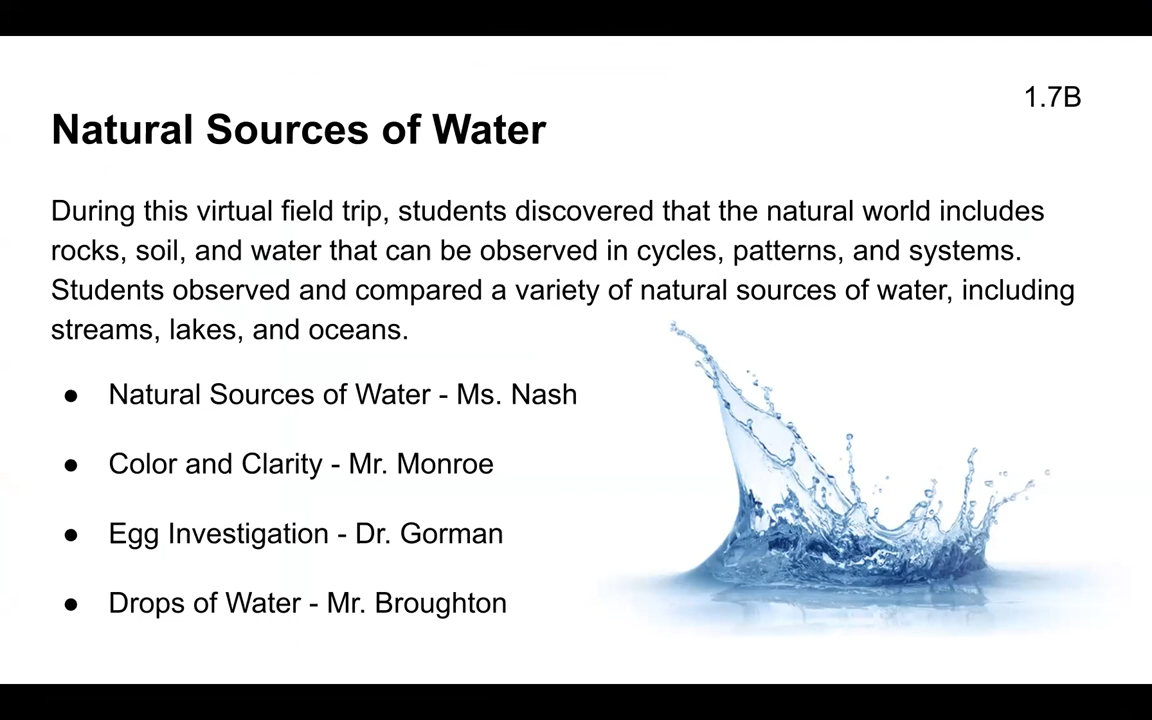 1.7B
Natural Sources of Water
During this virtual field trip, students discovered that the natural world includes
rocks, soil, and water that can be observed in cycles, patterns, and systems.
Students observed and compared a variety of natural sources of water, including
streams, lakes, and oceans.
● Natural Sources of Water - Ms. Nash
● Color and Clarity - Mr. Monroe
● Egg Investigation - Dr. Gorman
● Drops of Water - Mr. Broughton